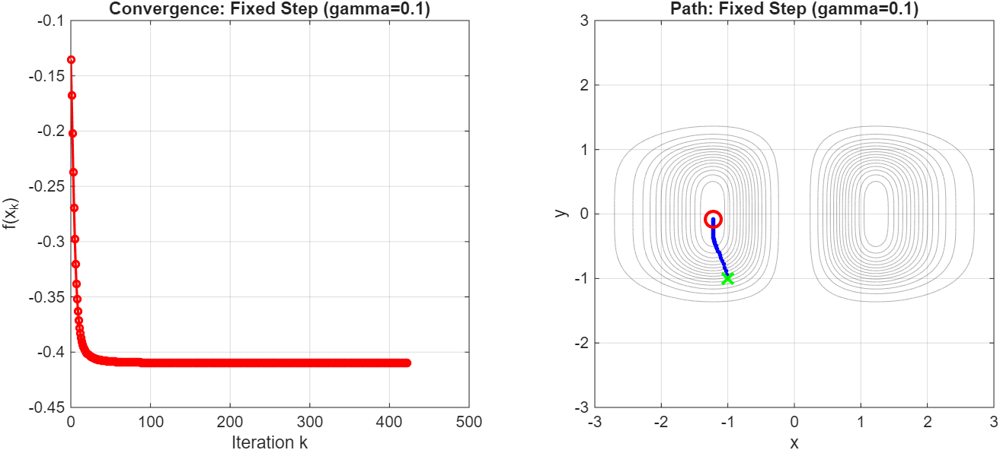 Convergence: Fixed Step (gamma=0.1)
-0.1
-0.15
-0.2
-0.25
-0.3
-0.35
-0.4
-0.45
f(xₖ)
0 100 200 300 400 500
Iteration k
Path: Fixed Step (gamma=0.1)
3
2
1
0
-1
-2
-3
y
-3 -2 -1 0 1 2 3
x